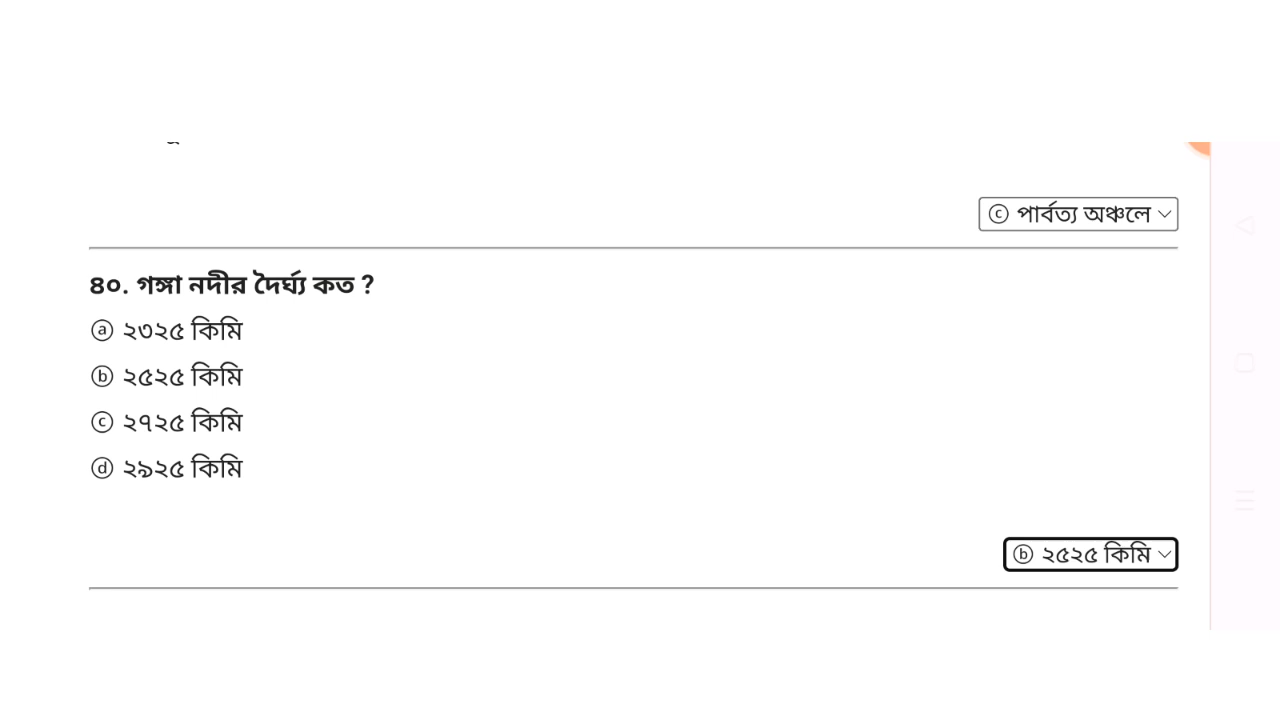 ⓒ পার্বত্য অঞ্চলে
৪০. গঙ্গা নদীর দৈর্ঘ্য কত ?
ⓐ ২৩২৫ কিমি
ⓑ ২৫২৫ কিমি
ⓒ ২৭২৫ কিমি
ⓓ ২৯২৫ কিমি
ⓑ ২৫২৫ কিমি